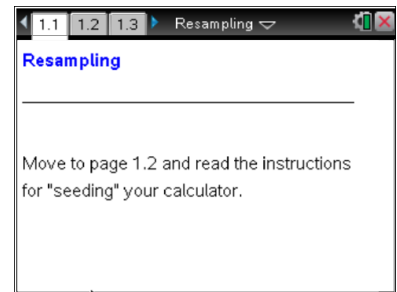 1.1 1.2 1.3 Resampling
Resampling
Move to page 1.2 and read the instructions
for "seeding" your calculator.